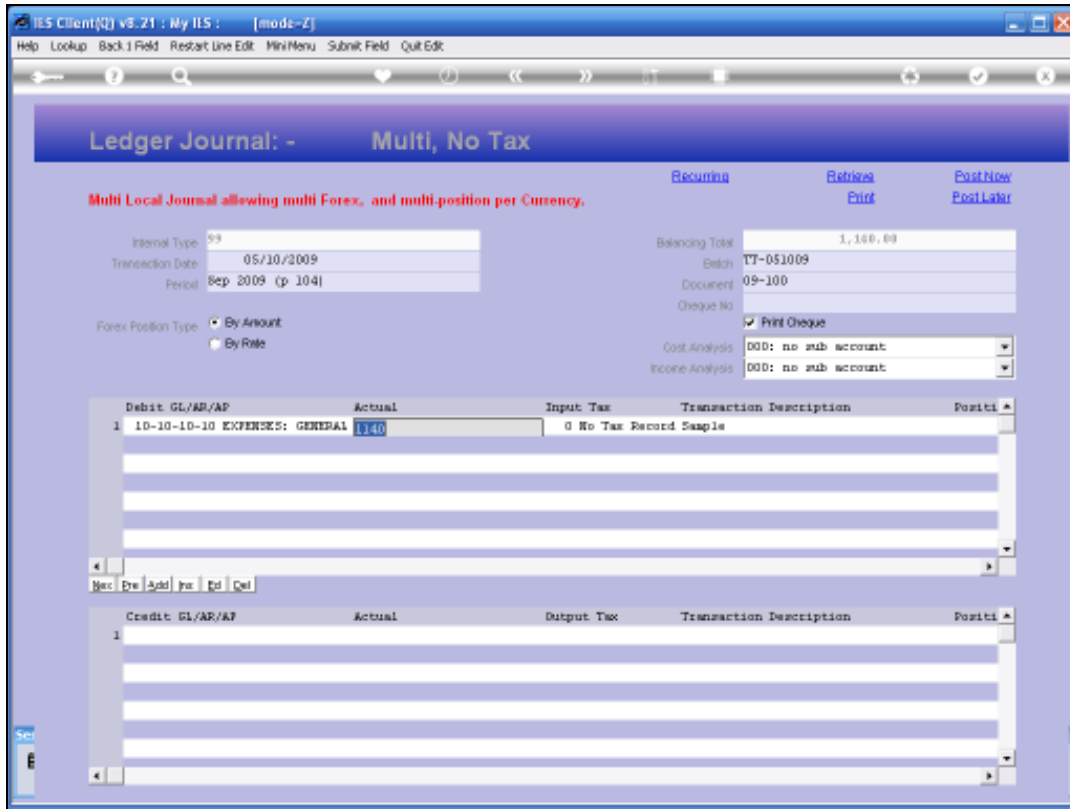 IES Client(Q) v8.21 : My IES : [mode-Z]
Help Lookup Back 1 Field Restart Line Edit MiniMenu Submit Field Quit Edit
Ledger Journal: - Multi, No Tax
Recurring Retrieve Post Now
Multi Local Journal allowing multi Forex, and multi-position per Currency. Print Post Later
Internal Type 99 Balancing Total 1,160.00
Transaction Date 05/10/2009 Batch TT-051009
Period Sep 2009 (p 104) Document 09-100
Cheque No
Forex Position Type By Amount Print Cheque
By Rate Cost Analysis 000: no sub account
Income Analysis 000: no sub account
Debit GL/AR/AP Actual Input Tax Transaction Description Positi
1 10-10-10-10 EXPENSES: GENERAL 1140 0 No Tax Record Sample
Nex Pre Add Ins Ed Del
Credit GL/AR/AP Actual Output Tax Transaction Description Positi
1